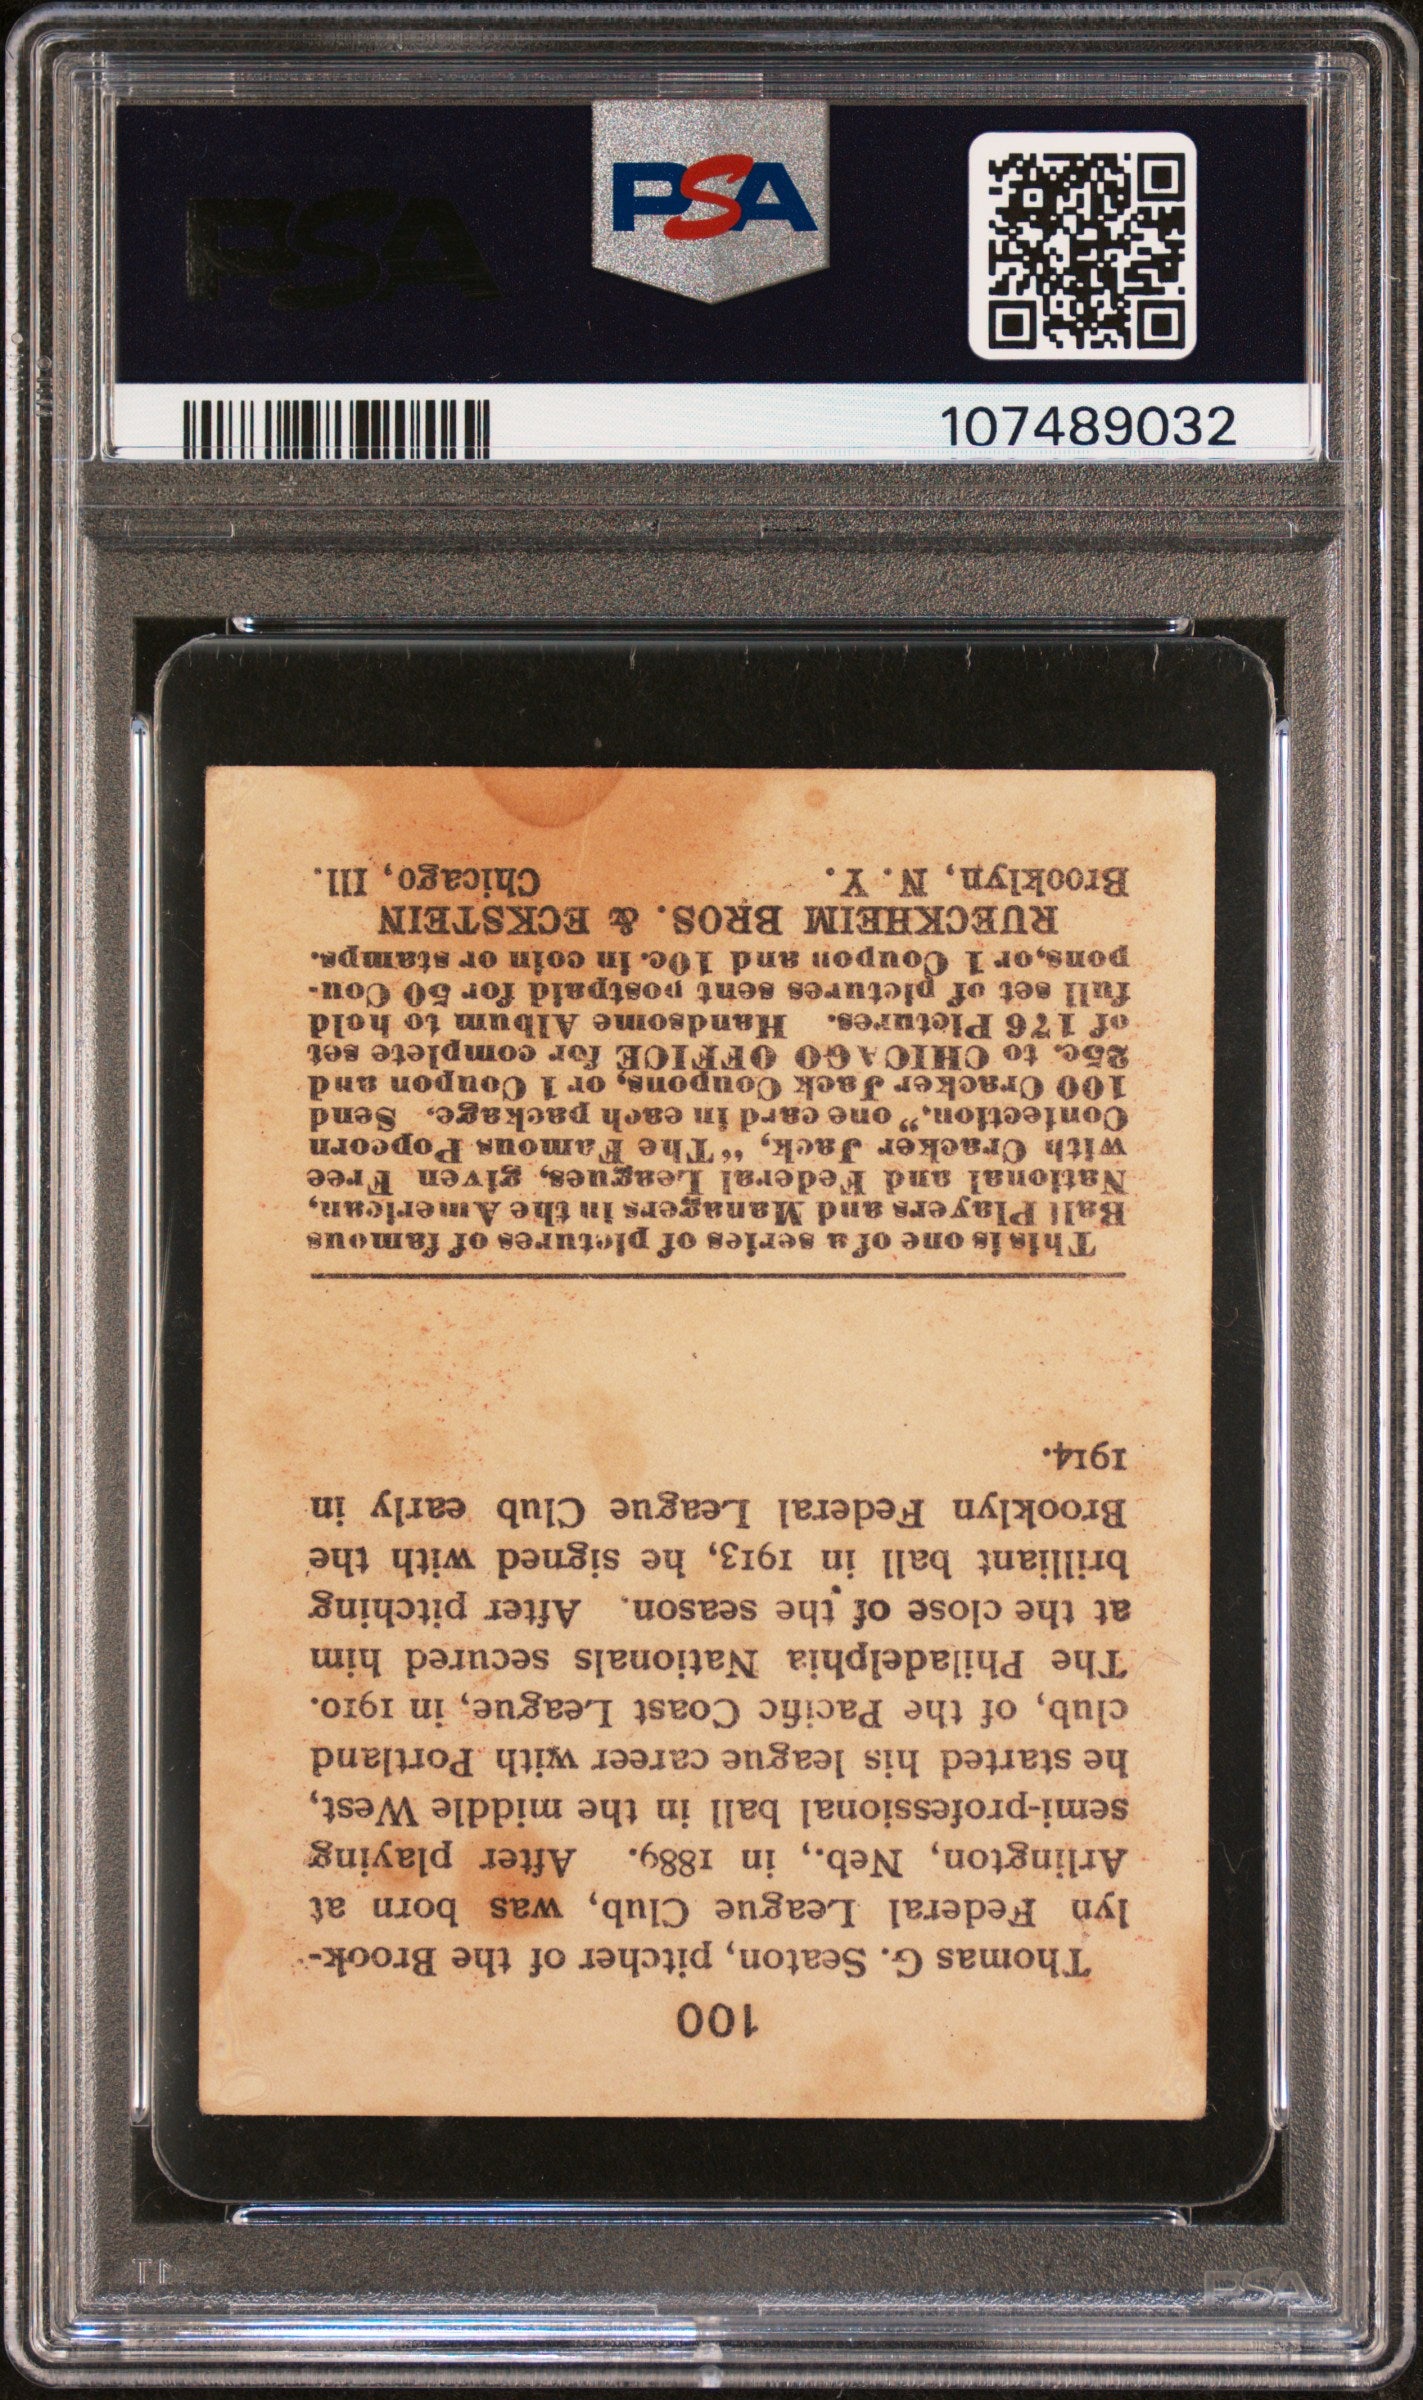 PSA
PSA
107489032
100
Thomas G. Seaton, pitcher of the Brook-
lyn Federal League Club, was born at
Arlington, Neb., in 1889. After playing
semi-professional ball in the middle West,
he started his league career with Portland
club, of the Pacific Coast League, in 1910.
The Philadelphia Nationals secured him
at the close of the season. After pitching
brilliant ball in 1913, he signed with the
Brooklyn Federal League Club early in
1914.
This is one of a series of pictures of famous
Ball Players and Managers in the American,
National and Federal Leagues, given Free
with Cracker Jack, “The Famous Popcorn
Confection,” one card in each package. Send
100 Cracker Jack Coupons, or 1 Coupon and
25c. to CHICAGO OFFICE for complete set
of 176 Pictures. Handsome Album to hold
full set of pictures sent postpaid for 50 Cou-
pons, or 1 Coupon and 10c. in coin or stamps.
RUECKHEIM BROS. & ECKSTEIN
Brooklyn, N. Y. Chicago, Ill.
PSA